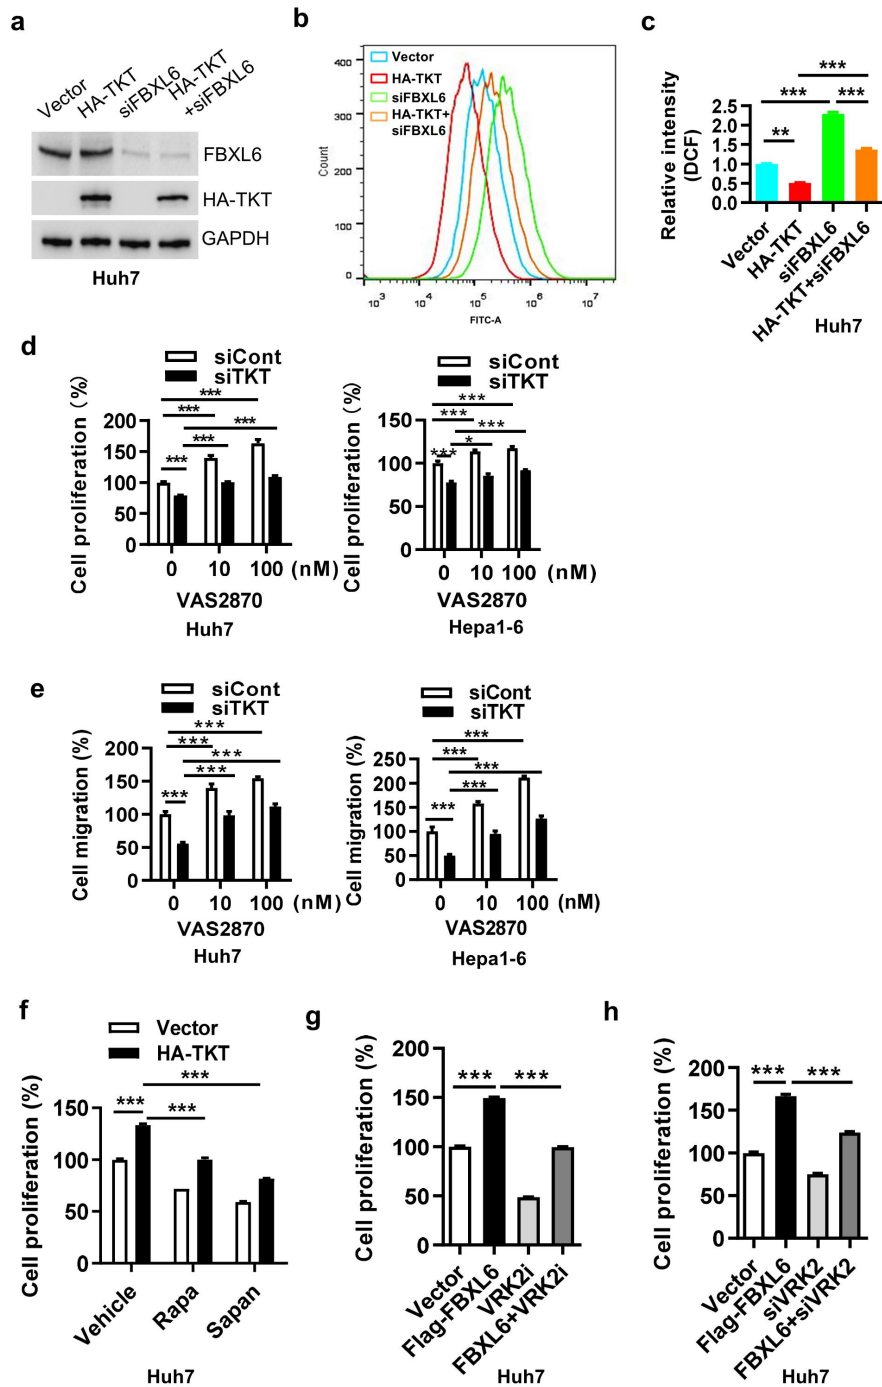 a
Vector
HA-TKT
siFBXL6
HA-TKT
+siFBXL6
FBXL6
HA-TKT
GAPDH
Huh7
b
Vector
HA-TKT
siFBXL6
HA-TKT+
siFBXL6
Count
400
300
200
100
0
10³ 10⁴ 10⁵ 10⁶ 10⁷
FITC-A
c
***
*** ***
**
Relative intensity
(DCF)
2.5
2.0
1.5
1.0
0.5
0.0
Vector
HA-TKT
siFBXL6
HA-TKT+siFBXL6
Huh7
d
siCont
siTKT
Cell proliferation (%)
***
***
***
***
***
200
150
100
50
0
0 10 100 (nM)
VAS2870
Huh7
siCont
siTKT
Cell proliferation (%)
***
***
***
*
***
150
100
50
0
0 10 100 (nM)
VAS2870
Hepa1-6
e
siCont
siTKT
Cell migration (%)
***
***
***
***
***
200
150
100
50
0
0 10 100 (nM)
VAS2870
Huh7
siCont
siTKT
Cell migration (%)
***
***
***
***
***
250
200
150
100
50
0
0 10 100 (nM)
VAS2870
Hepa1-6
f
Vector
HA-TKT
Cell proliferation (%)
***
***
***
150
100
50
0
Vehicle
Rapa
Sapan
Huh7
g
Cell proliferation (%)
*** ***
200
150
100
50
0
Vector
Flag-FBXL6
VRK2i
FBXL6+VRK2i
Huh7
h
Cell proliferation (%)
*** ***
200
150
100
50
0
Vector
Flag-FBXL6
siVRK2
FBXL6+siVRK2
Huh7